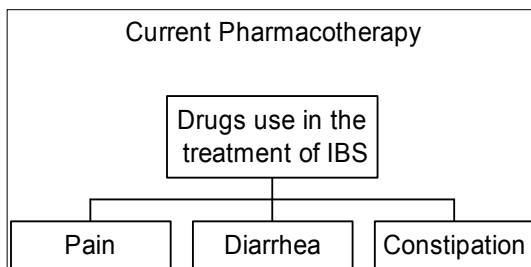 Current Pharmacotherapy
Drugs use in the
treatment of IBS
Pain
Diarrhea
Constipation